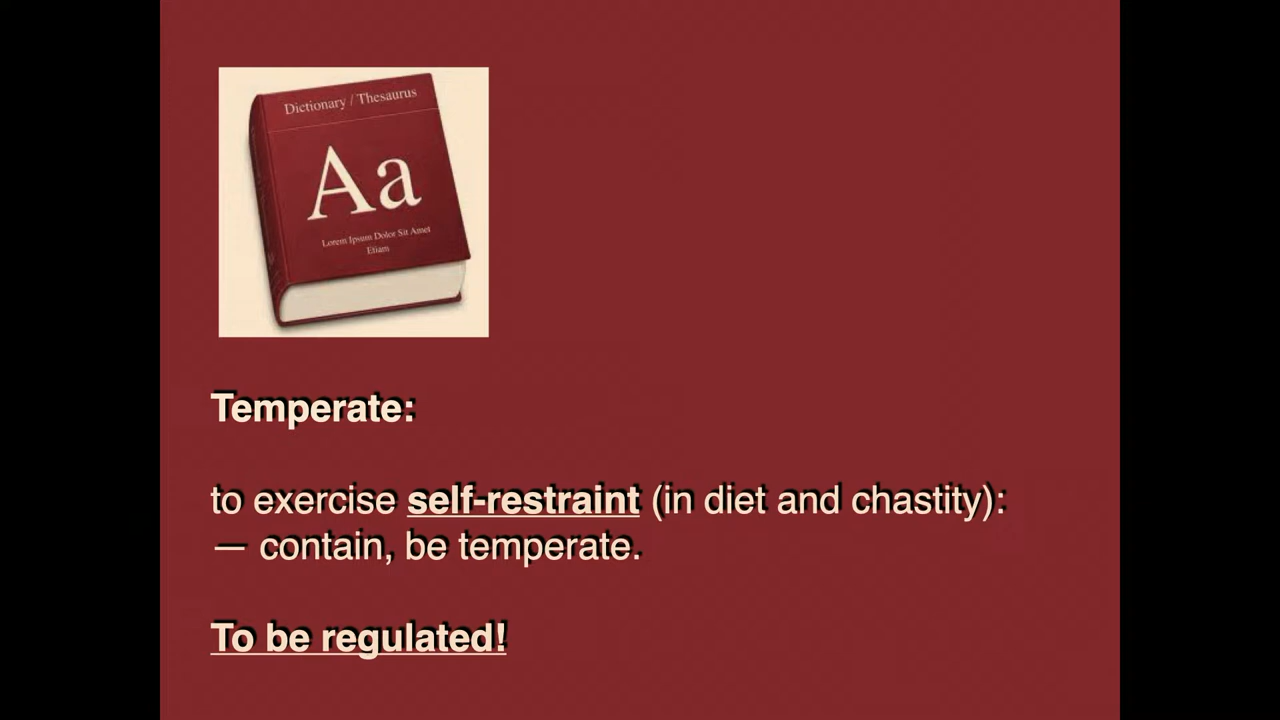 Dictionary / Thesaurus
Aa
Lorem Ipsum Dolor Sit Amet
Etiam
Temperate:
to exercise self-restraint (in diet and chastity):
— contain, be temperate.
To be regulated!